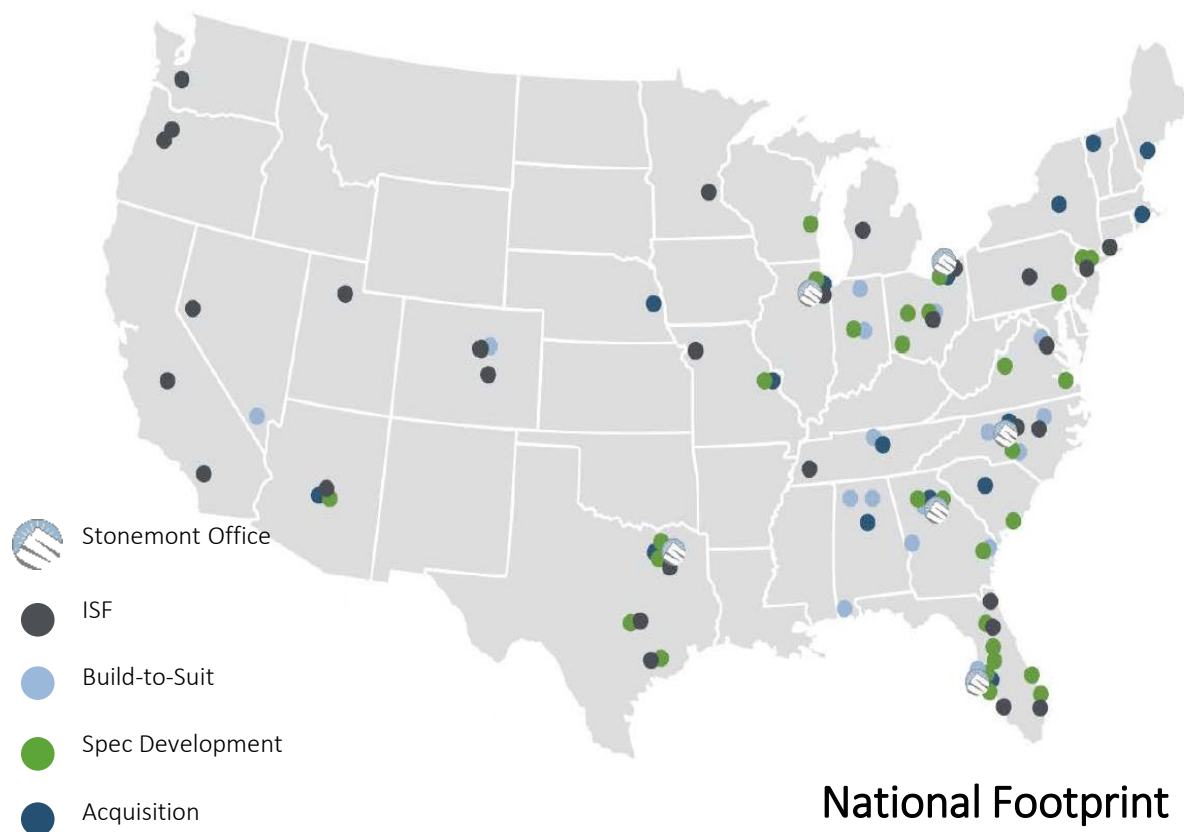 Stonemont Office
ISF
Build-to-Suit
Spec Development
Acquisition
National Footprint